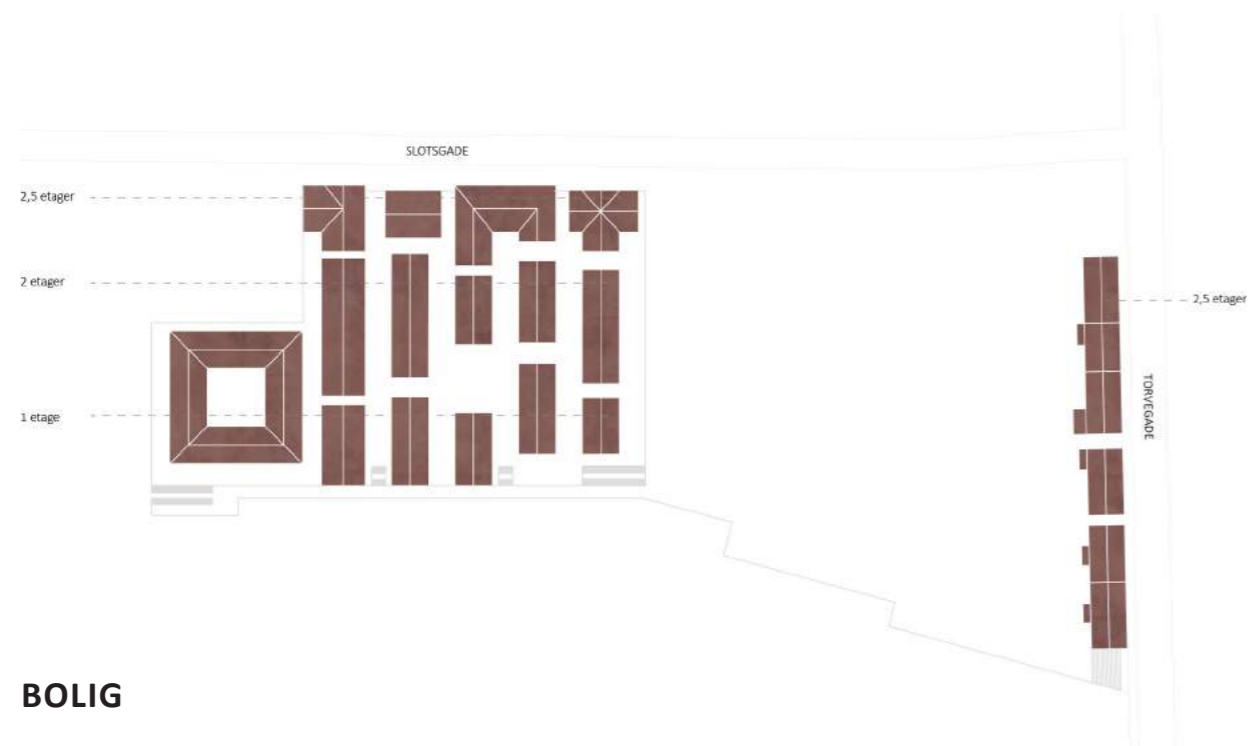 SLOTSGADE
2,5 etager
2 etager
2,5 etager
TORVEGADE
1 etage
BOLIG